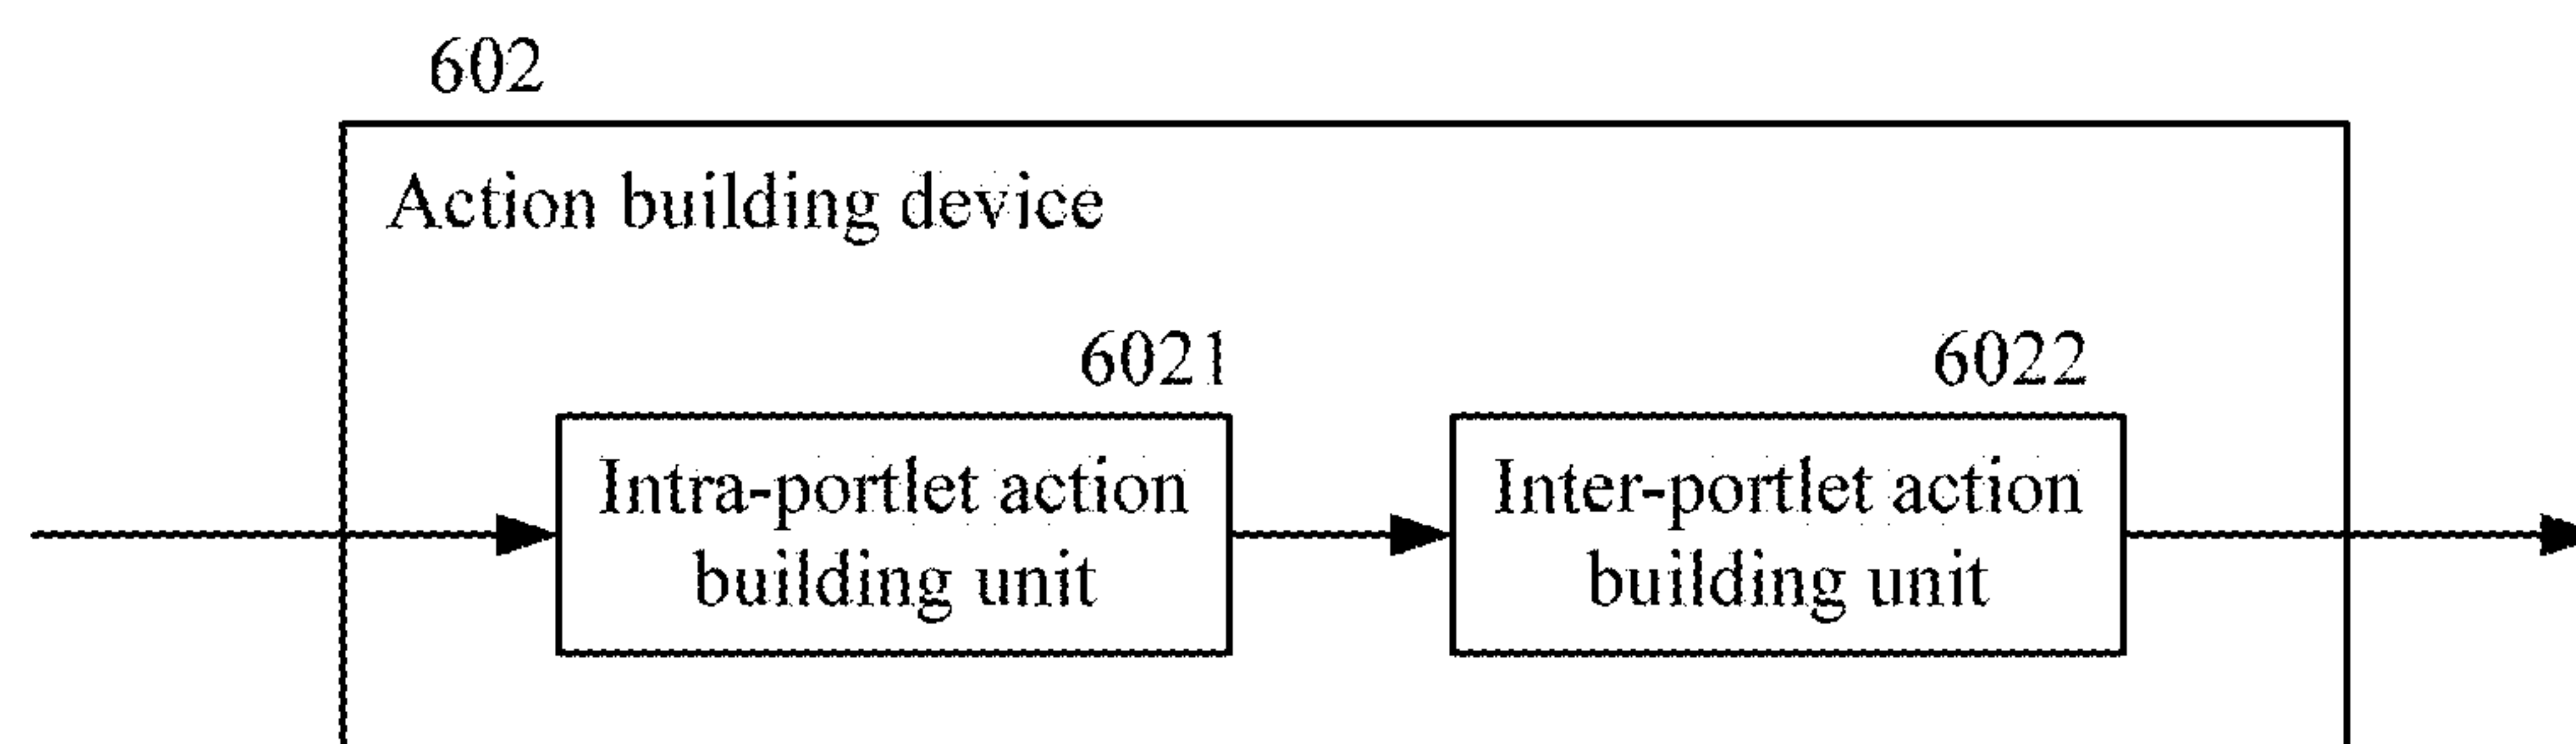 602
Action building device
6021
6022
Intra-portlet action
building unit
Inter-portlet action
building unit